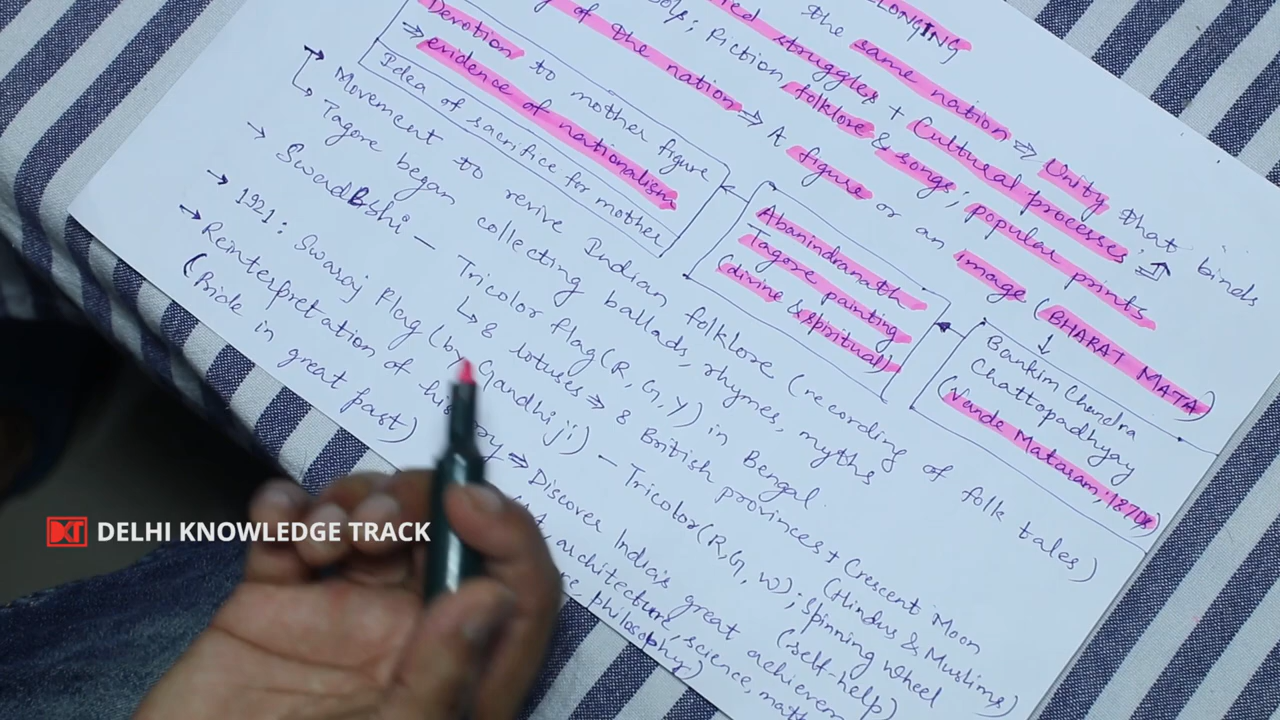 BELONGING
the same nation ⇒ Unity that binds
struggles + Cultural processes
fiction, folklore & songs, popular prints
of the nation ⇒ A figure or an image (BHARAT MATA)
Bankim Chandra
Chattopadhyay
(Vande Mataram, 1870s)
Abanindranath
Tagore painting
(divine & spiritual)
Devotion to mother figure
⇒ evidence of nationalism
Idea of sacrifice for mother
→ Movement to revive Indian folklore (recording of folk tales)
↳ Tagore began collecting ballads, rhymes, myths
→ Swadeshi – Tricolor flag (R, G, Y) in Bengal
↳ 8 lotuses ⇒ 8 British provinces + Crescent Moon
(Hindus & Muslims)
→ 1921: Swaraj Flag (by Gandhiji) – Tricolor (R, G, W); Spinning Wheel
(self-help)
→ Reinterpretation of ⇒ Discover India's great
(Pride in great past)
architecture, science,
philosophy)
DKT DELHI KNOWLEDGE TRACK